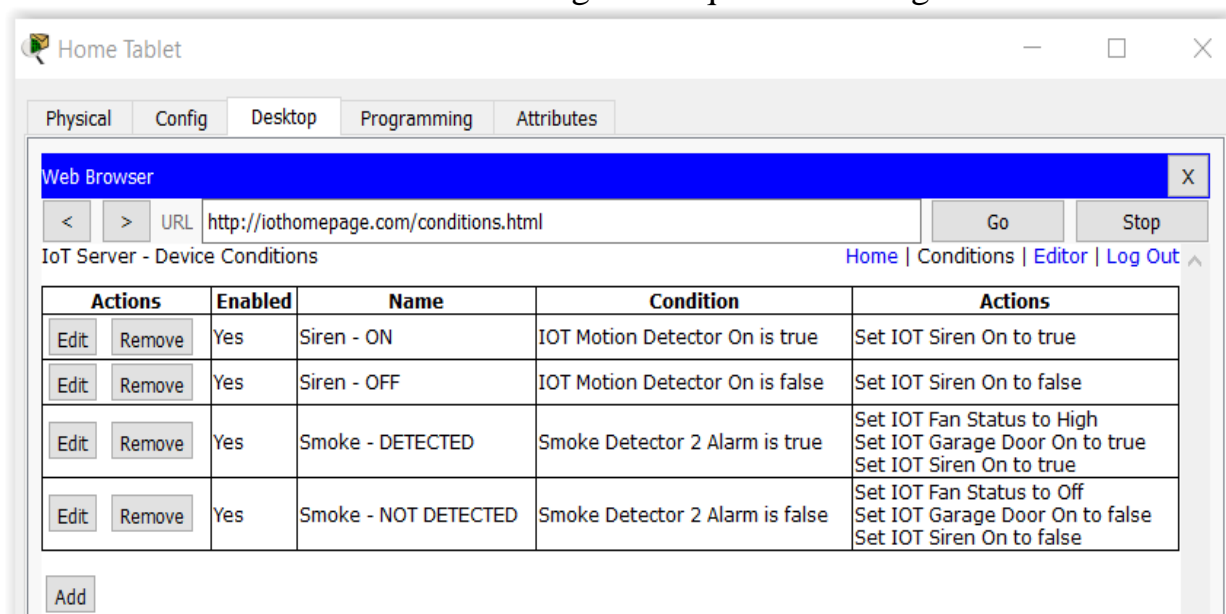 Home Tablet
Physical Config Desktop Programming Attributes
Web Browser X
< > URL http://iothomepage.com/conditions.html Go Stop
IoT Server - Device Conditions Home | Conditions | Editor | Log Out
Actions Enabled Name Condition Actions
Edit Remove Yes Siren - ON IOT Motion Detector On is true Set IOT Siren On to true
Edit Remove Yes Siren - OFF IOT Motion Detector On is false Set IOT Siren On to false
Edit Remove Yes Smoke - DETECTED Smoke Detector 2 Alarm is true Set IOT Fan Status to High
Set IOT Garage Door On to true
Set IOT Siren On to true
Edit Remove Yes Smoke - NOT DETECTED Smoke Detector 2 Alarm is false Set IOT Fan Status to Off
Set IOT Garage Door On to false
Set IOT Siren On to false
Add